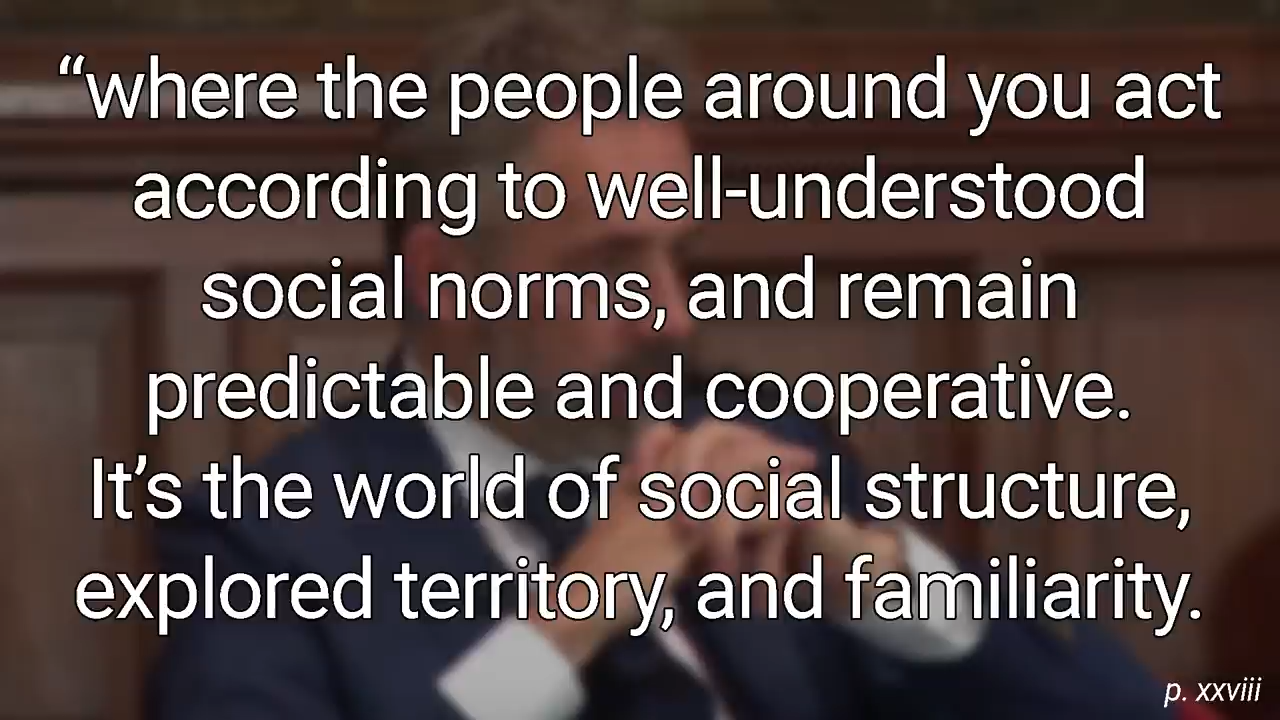 “where the people around you act
according to well-understood
social norms, and remain
predictable and cooperative.
It’s the world of social structure,
explored territory, and familiarity.
p. xxviii